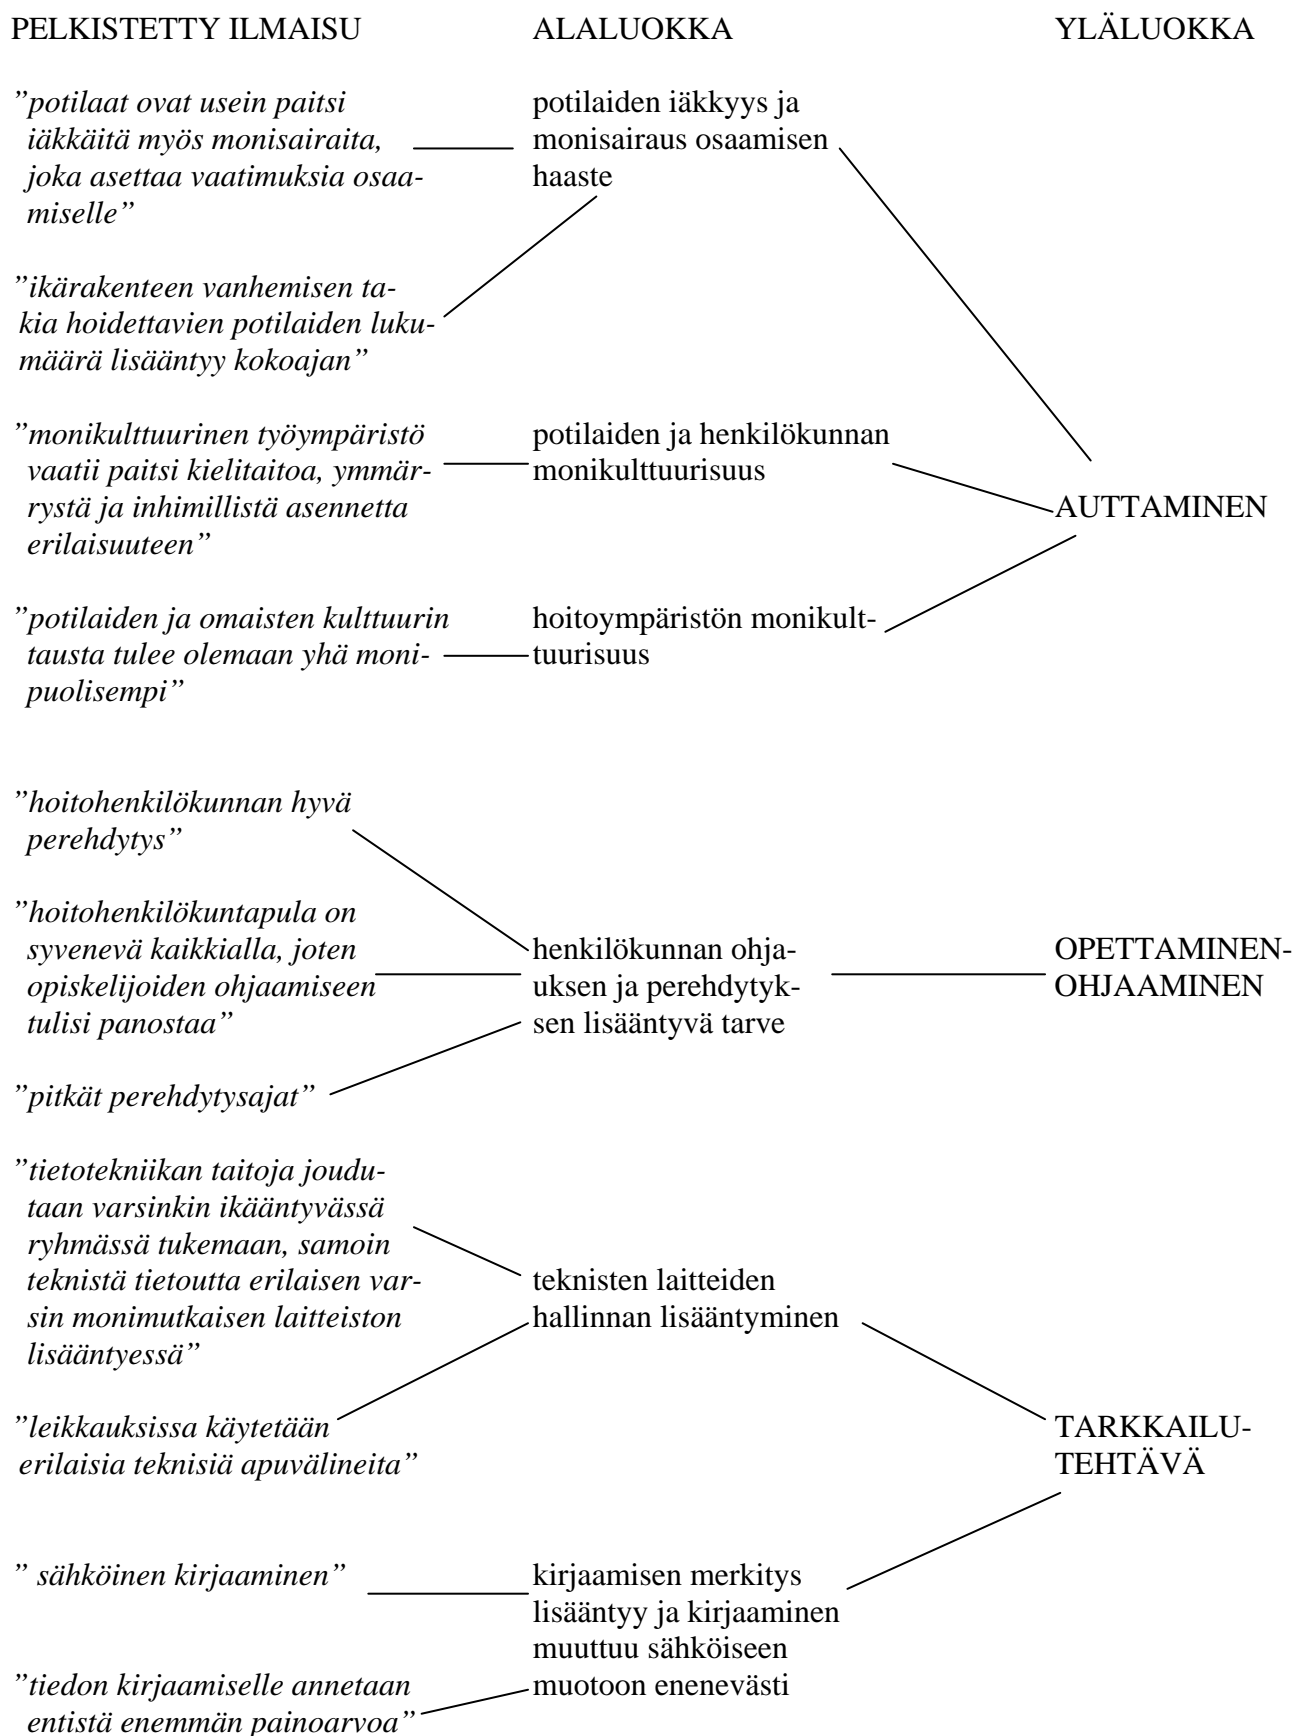 PELKISTETTY ILMAISU ALALUOKKA YLÄLUOKKA
”potilaat ovat usein paitsi
iäkkäitä myös monisairaita,
joka asettaa vaatimuksia osaa-
miselle”
potilaiden iäkkyys ja
monisairaus osaamisen
haaste
”ikärakenteen vanhemisen ta-
kia hoidettavien potilaiden luku-
määrä lisääntyy kokoajan”
”monikulttuurinen työympäristö
vaatii paitsi kielitaitoa, ymmär-
rystä ja inhimillistä asennetta
erilaisuuteen”
potilaiden ja henkilökunnan
monikulttuurisuus
AUTTAMINEN
”potilaiden ja omaisten kulttuurin
tausta tulee olemaan yhä moni-
puolisempi”
hoitoympäristön monikult-
tuurisuus
”hoitohenkilökunnan hyvä
perehdytys”
”hoitohenkilökuntapula on
syvenevä kaikkialla, joten
opiskelijoiden ohjaamiseen
tulisi panostaa”
henkilökunnan ohja-
uksen ja perehdytyk-
sen lisääntyvä tarve
OPETTAMINEN-
OHJAAMINEN
”pitkät perehdytysajat”
”tietotekniikan taitoja joudu-
taan varsinkin ikääntyvässä
ryhmässä tukemaan, samoin
teknistä tietoutta erilaisen var-
sin monimutkaisen laitteiston
lisääntyessä”
teknisten laitteiden
hallinnan lisääntyminen
”leikkauksissa käytetään
erilaisia teknisiä apuvälineita”
TARKKAILU-
TEHTÄVÄ
” sähköinen kirjaaminen”
kirjaamisen merkitys
lisääntyy ja kirjaaminen
muuttuu sähköiseen
muotoon enenevästi
”tiedon kirjaamiselle annetaan
entistä enemmän painoarvoa”